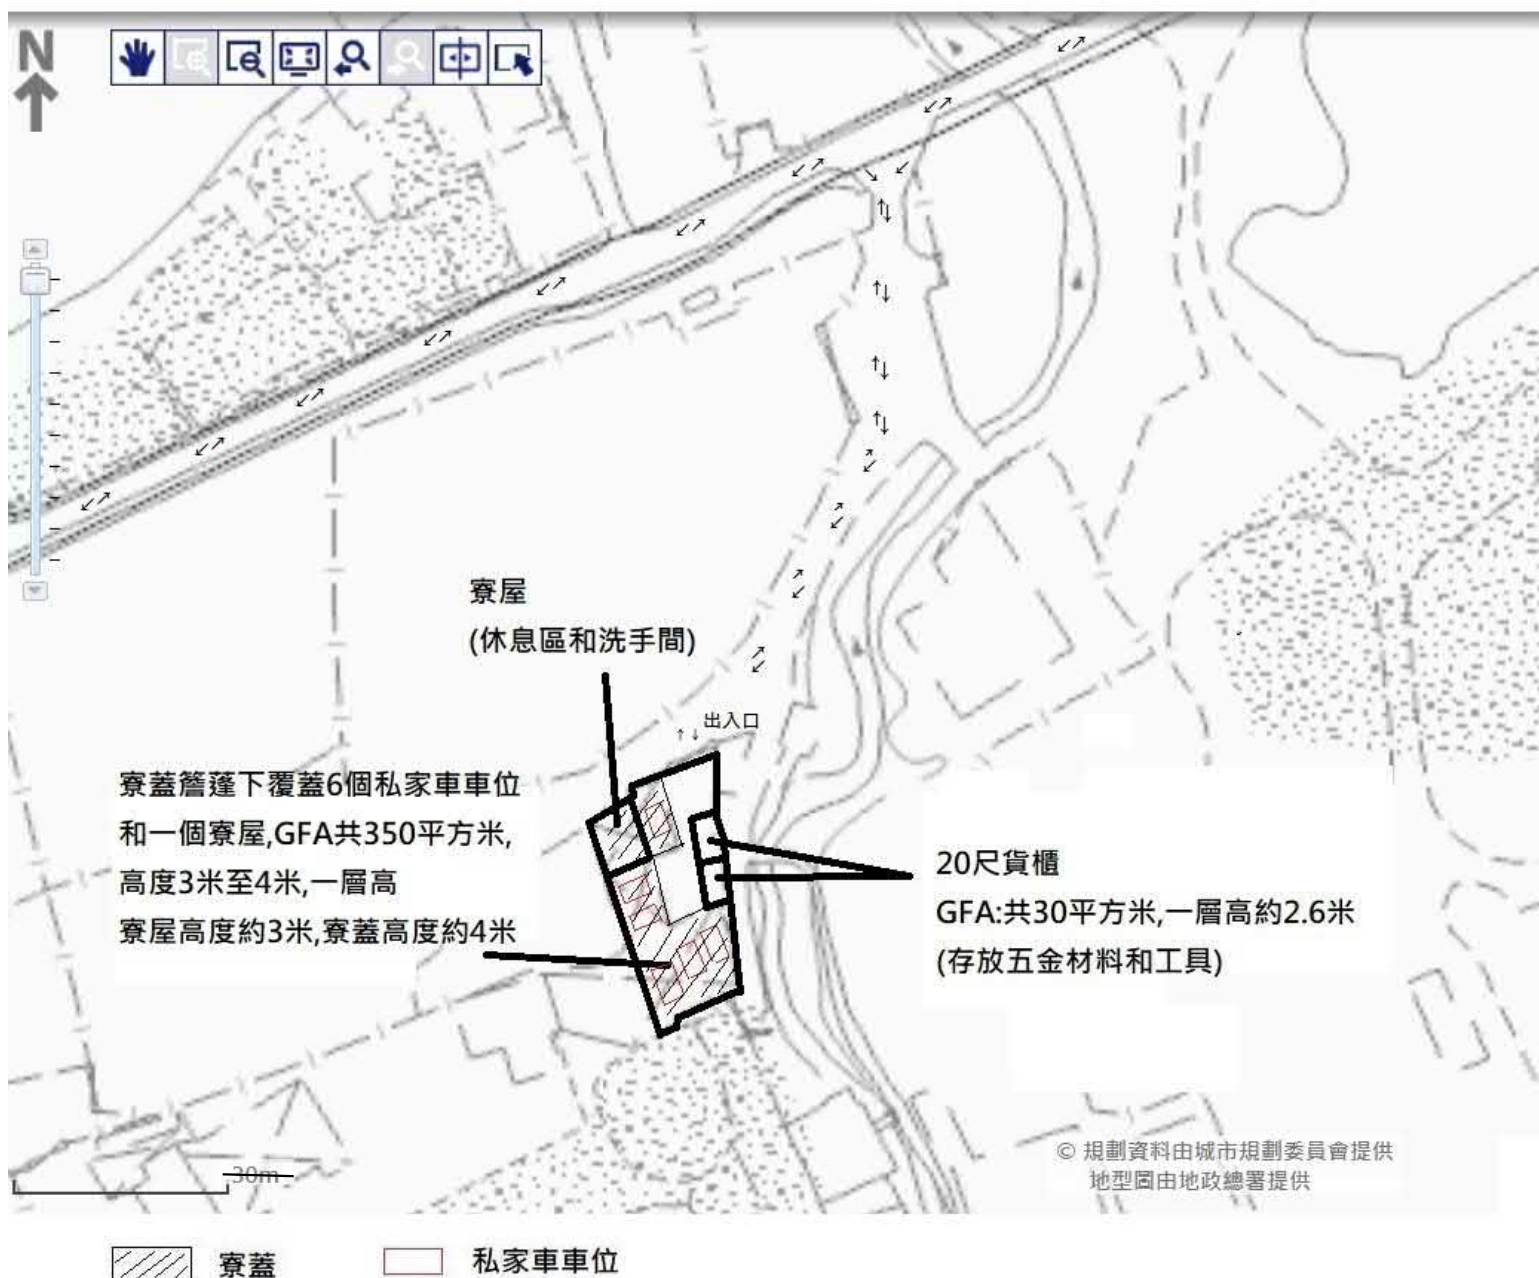 N
寮屋
(休息區和洗手間)
出入口
寮蓋簷蓬下覆蓋6個私家車車位
和一個寮屋,GFA共350平方米,
高度3米至4米,一層高
寮屋高度約3米,寮蓋高度約4米
20尺貨櫃
GFA:共30平方米,一層高約2.6米
(存放五金材料和工具)
© 規劃資料由城市規劃委員會提供
地型圖由地政總署提供
30m
寮蓋
私家車車位